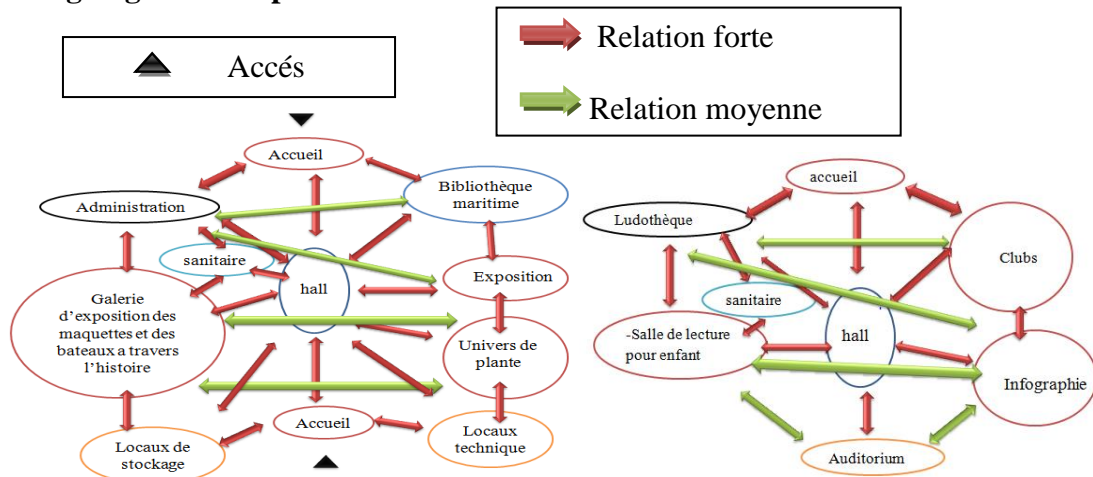 Relation forte
Accés
Relation moyenne
Accueil
Administration
Bibliothèque
maritime
sanitaire
hall
Exposition
Galerie
d'exposition des
maquettes et des
bateaux a travers
l'histoire
Univers de
plante
Accueil
Locaux de
stockage
Locaux
technique
accueil
Ludothèque
Clubs
sanitaire
hall
-Salle de lecture
pour enfant
Infographie
Auditorium